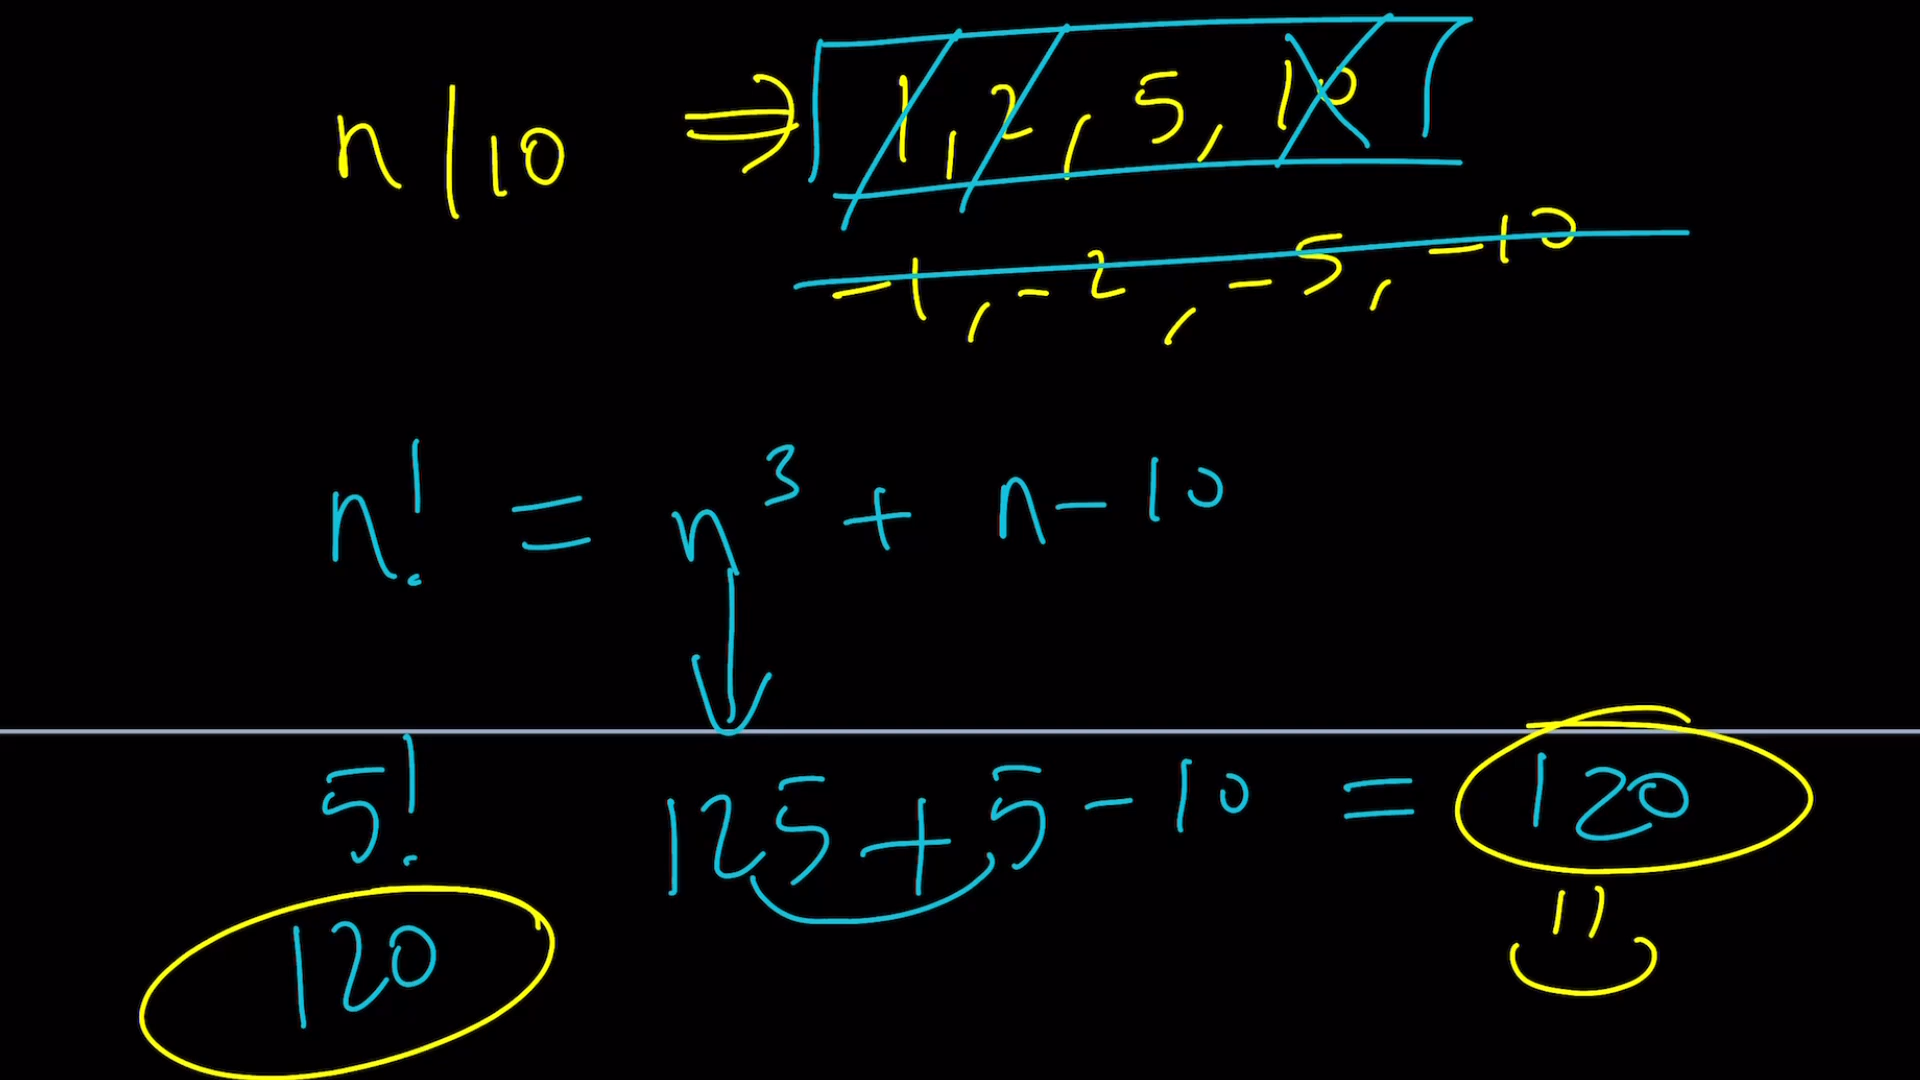 n | 10 ⇒ 1, 2, 5, 10
-1, -2, -5, -10
n! = n³ + n - 10
5! 125 + 5 - 10 = 120
120